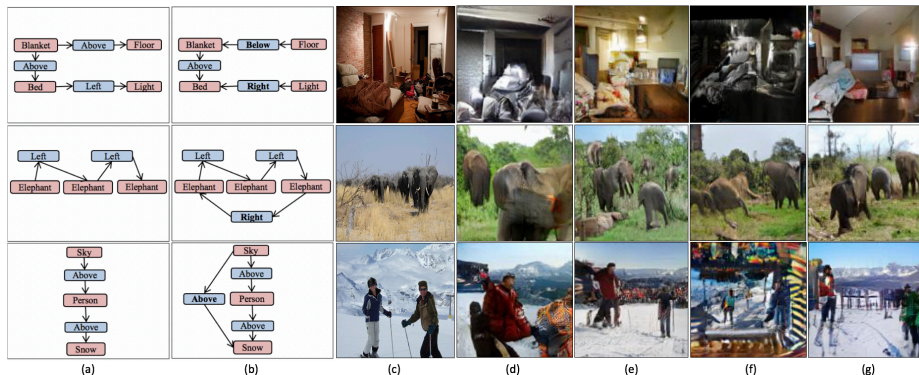 Blanket Above Floor Blanket Below Floor
Above Above
Bed Left Light Bed Right Light
Left Left Left Left
Elephant Elephant Elephant Elephant Elephant Elephant
Right
Sky Sky
Above Above
Person Above Person
Above Above
Snow Snow
(a) (b) (c) (d) (e) (f) (g)